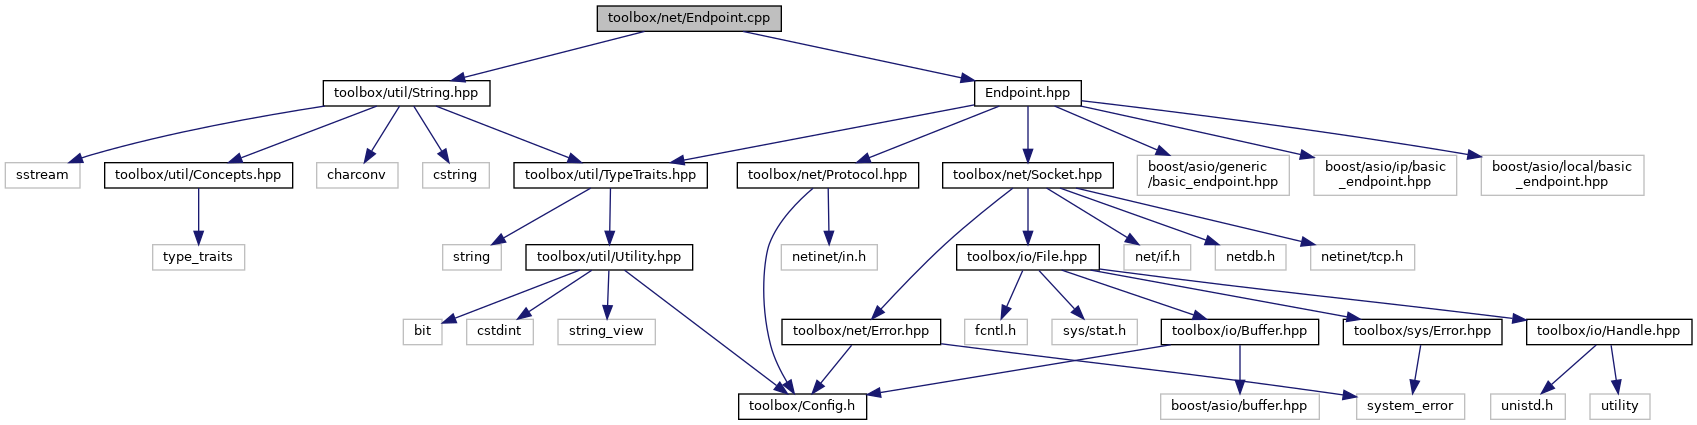 toolbox/net/Endpoint.cpp
toolbox/util/String.hpp
Endpoint.hpp
sstream
toolbox/util/Concepts.hpp
charconv
cstring
toolbox/util/TypeTraits.hpp
toolbox/net/Protocol.hpp
toolbox/net/Socket.hpp
boost/asio/generic
/basic_endpoint.hpp
boost/asio/ip/basic
_endpoint.hpp
boost/asio/local/basic
_endpoint.hpp
type_traits
string
toolbox/util/Utility.hpp
netinet/in.h
toolbox/io/File.hpp
net/if.h
netdb.h
netinet/tcp.h
bit
cstdint
string_view
toolbox/net/Error.hpp
fcntl.h
sys/stat.h
toolbox/io/Buffer.hpp
toolbox/sys/Error.hpp
toolbox/io/Handle.hpp
toolbox/Config.h
boost/asio/buffer.hpp
system_error
unistd.h
utility